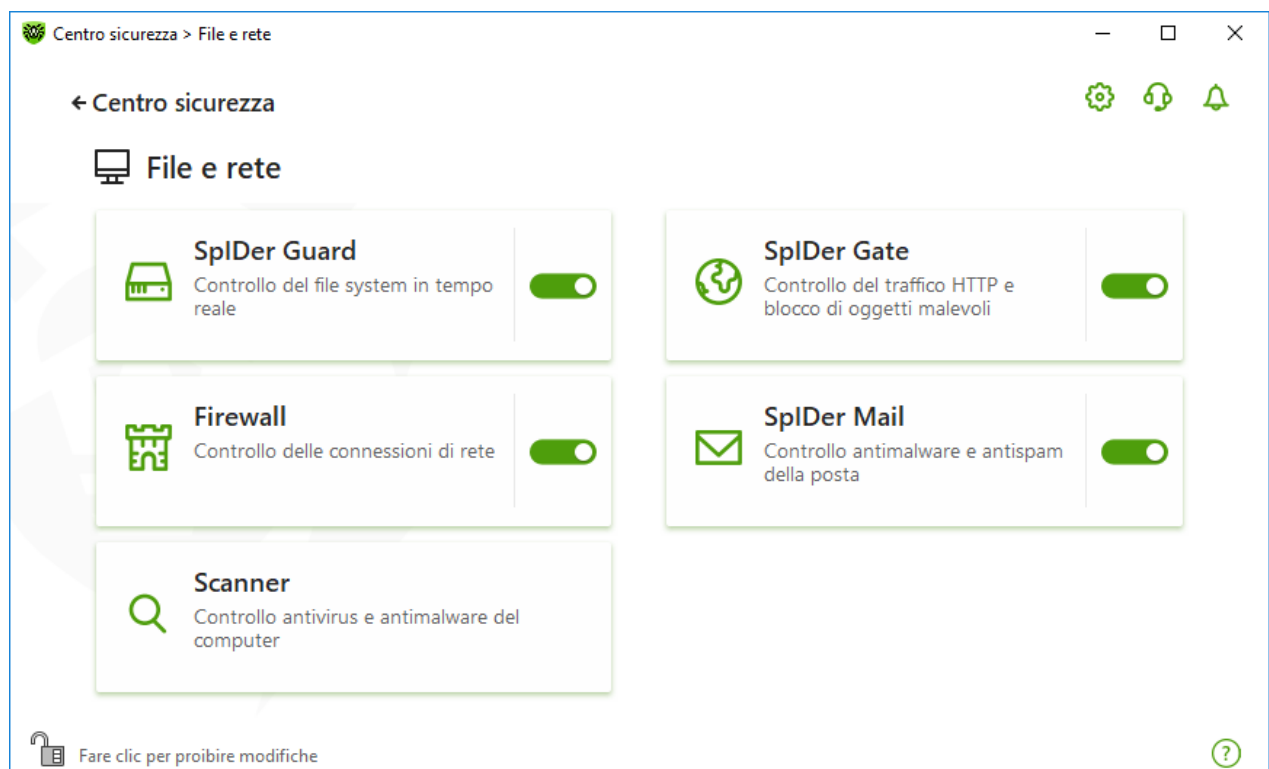 Centro sicurezza > File e rete
← Centro sicurezza
File e rete
SpIDer Guard
Controllo del file system in tempo
reale
SpIDer Gate
Controllo del traffico HTTP e
blocco di oggetti malevoli
Firewall
Controllo delle connessioni di rete
SpIDer Mail
Controllo antimalware e antispam
della posta
Scanner
Controllo antivirus e antimalware del
computer
Fare clic per proibire modifiche
?